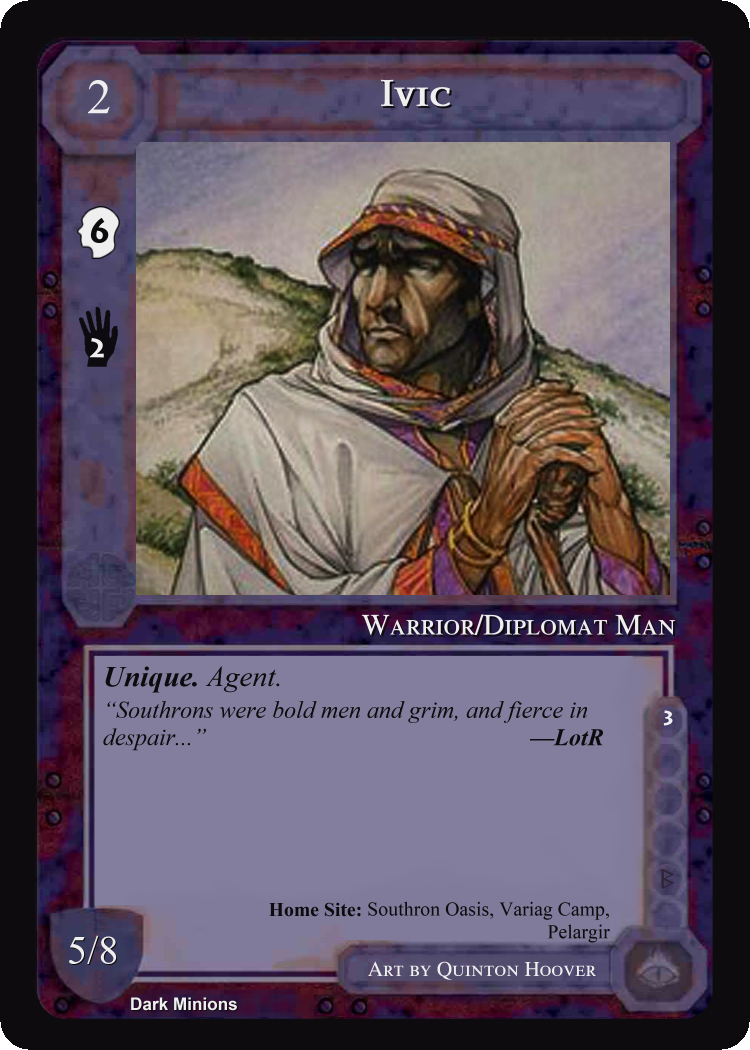 2
Ivic
6
2
Warrior/Diplomat Man
Unique. Agent.
“Southrons were bold men and grim, and fierce in
despair...” —LotR
3
B
Home Site: Southron Oasis, Variag Camp,
Pelargir
5/8
Art by Quinton Hoover
Dark Minions